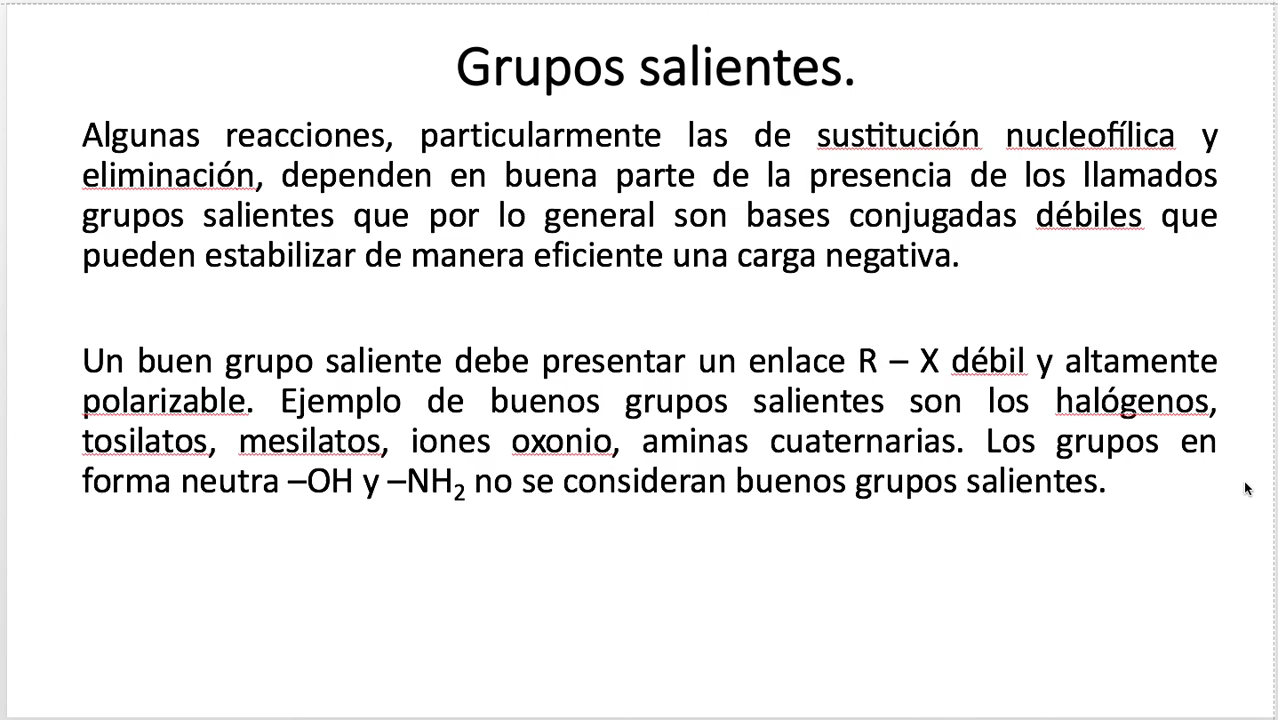 Grupos salientes.
Algunas reacciones, particularmente las de sustitución nucleofílica y
eliminación, dependen en buena parte de la presencia de los llamados
grupos salientes que por lo general son bases conjugadas débiles que
pueden estabilizar de manera eficiente una carga negativa.
Un buen grupo saliente debe presentar un enlace R – X débil y altamente
polarizable. Ejemplo de buenos grupos salientes son los halógenos,
tosilatos, mesilatos, iones oxonio, aminas cuaternarias. Los grupos en
forma neutra –OH y –NH₂ no se consideran buenos grupos salientes.